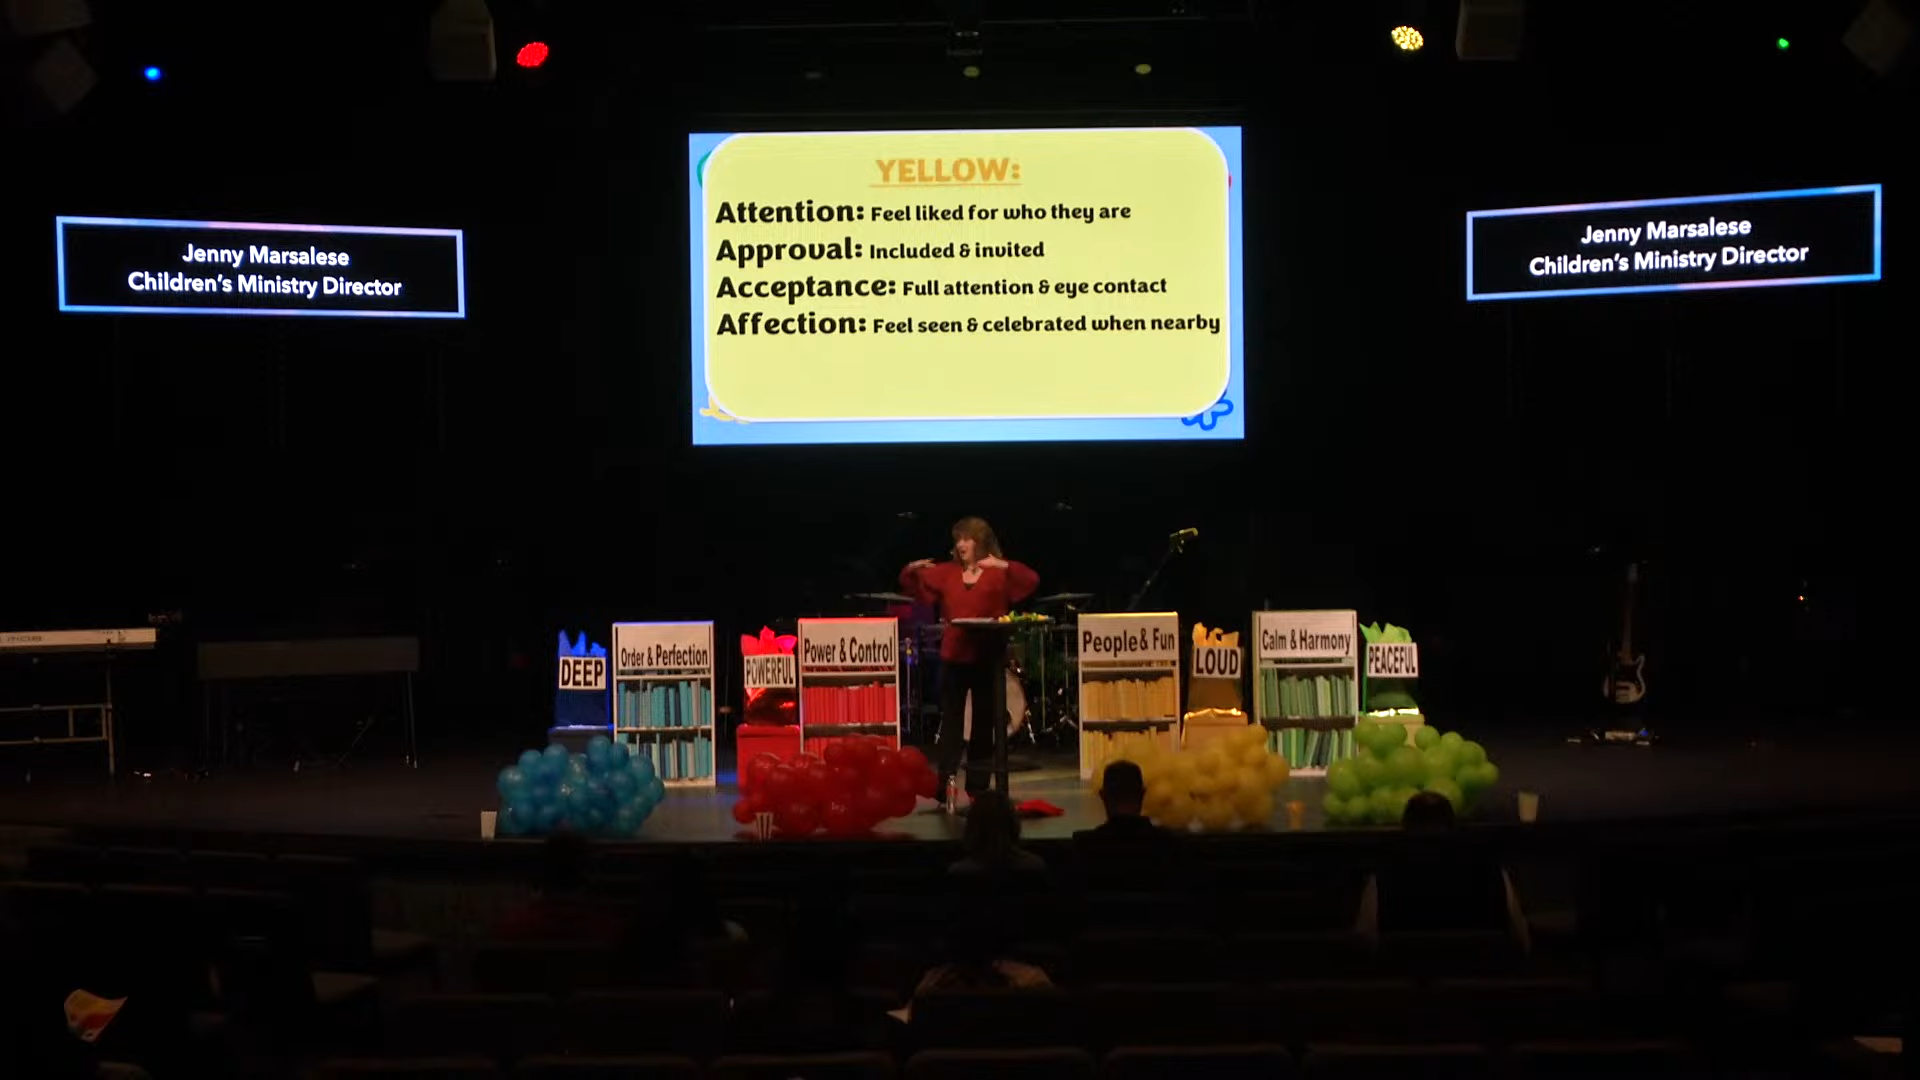 YELLOW:
Attention: Feel liked for who they are
Approval: Included & invited
Acceptance: Full attention & eye contact
Affection: Feel seen & celebrated when nearby
Jenny Marsalese
Children's Ministry Director
Jenny Marsalese
Children's Ministry Director
DEEP
Order & Perfection
POWERFUL
Power & Control
People & Fun
LOUD
Calm & Harmony
PEACEFUL